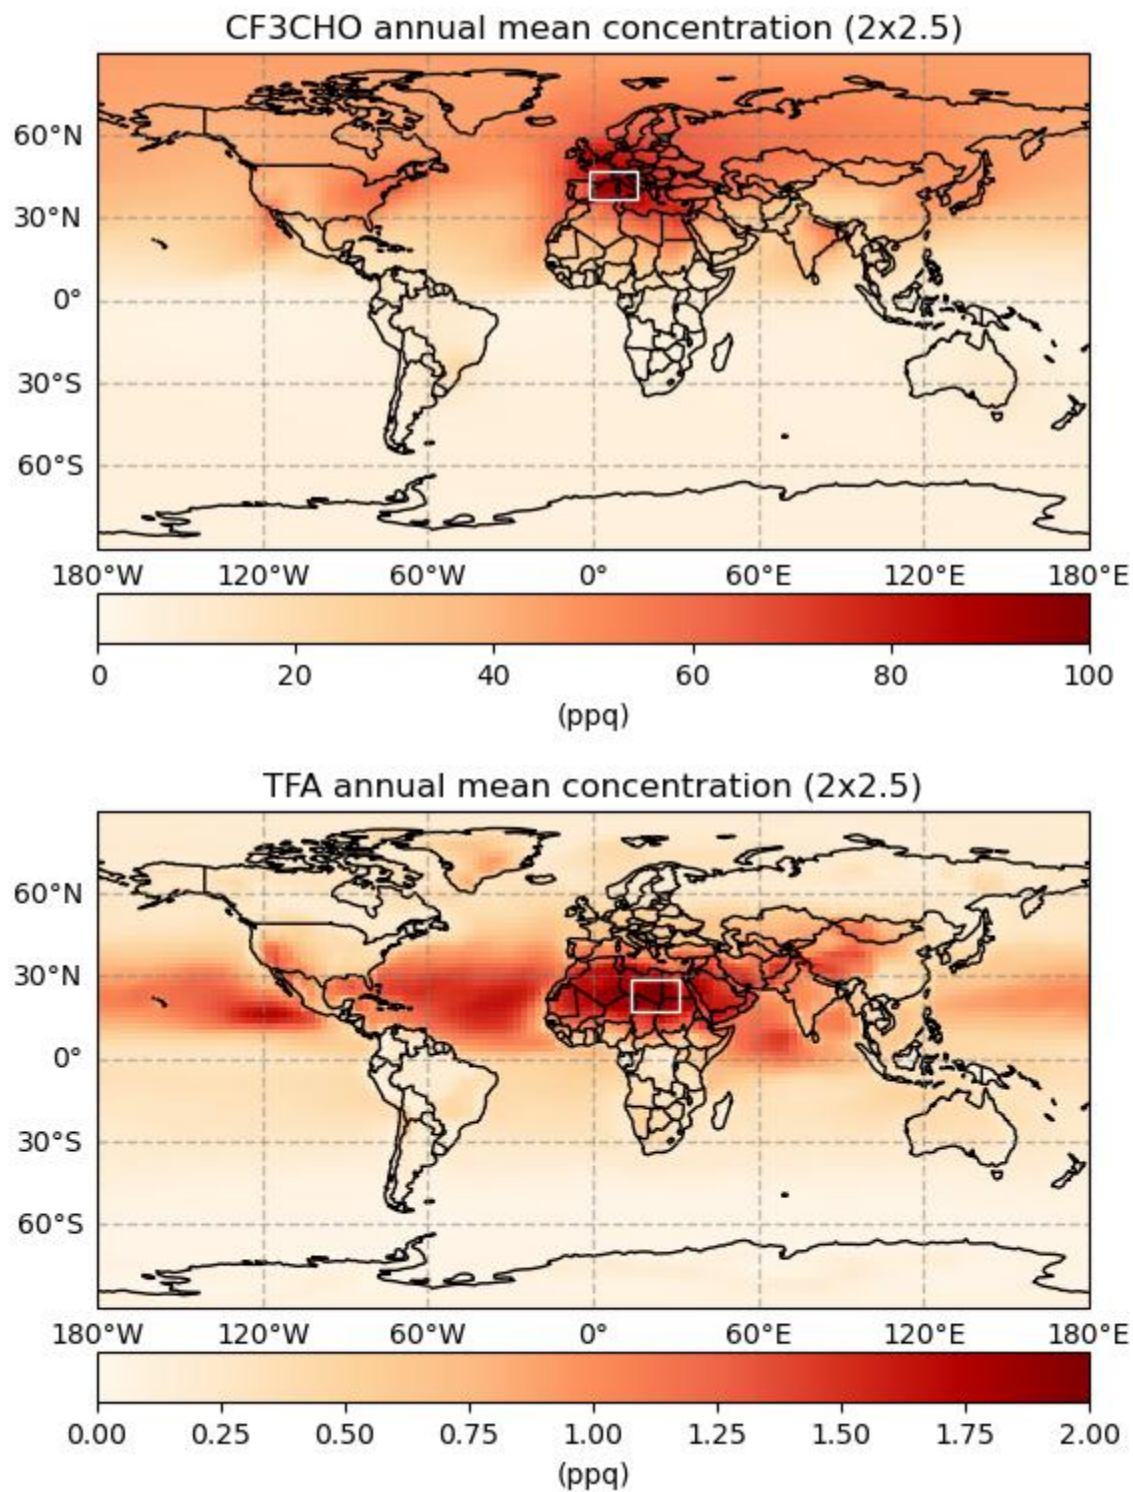 CF3CHO annual mean concentration (2x2.5)
60°N
30°N
0°
30°S
60°S
180°W 120°W 60°W 0° 60°E 120°E 180°E
0 20 40 60 80 100
(ppq)
TFA annual mean concentration (2x2.5)
60°N
30°N
0°
30°S
60°S
180°W 120°W 60°W 0° 60°E 120°E 180°E
0.00 0.25 0.50 0.75 1.00 1.25 1.50 1.75 2.00
(ppq)